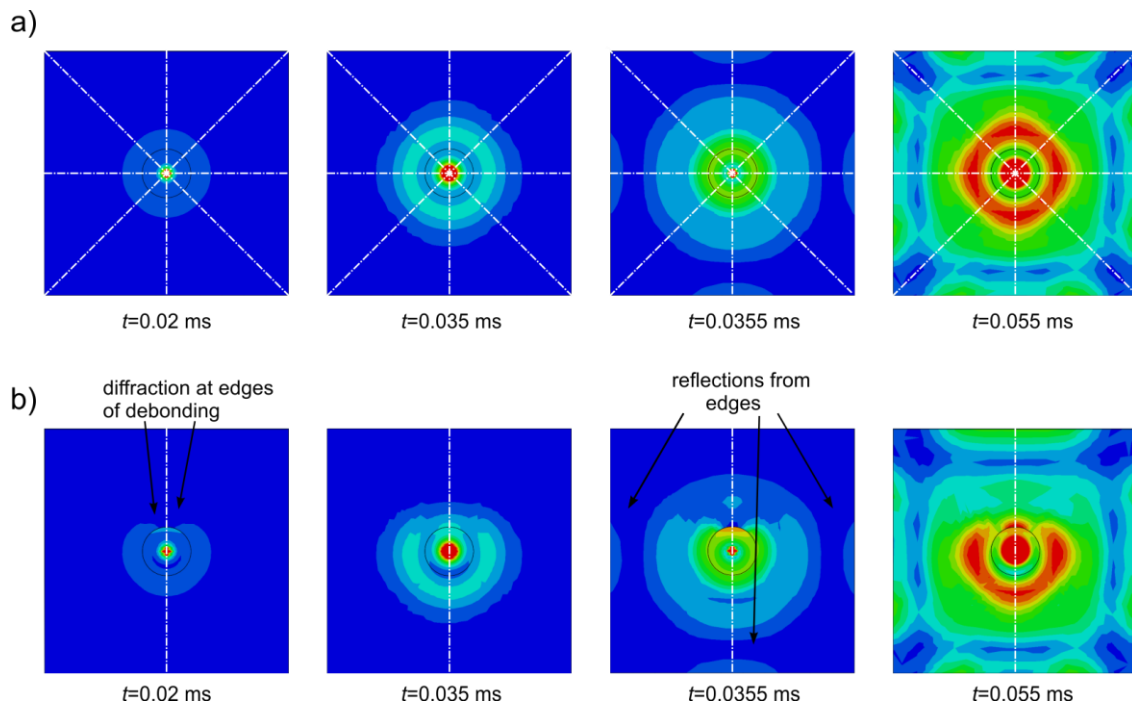 a)
t=0.02 ms
t=0.035 ms
t=0.0355 ms
t=0.055 ms
b)
diffraction at edges
of debonding
reflections from
edges
t=0.02 ms
t=0.035 ms
t=0.0355 ms
t=0.055 ms